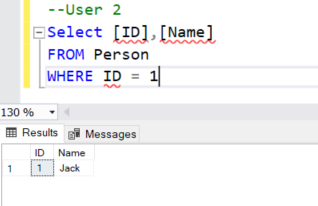 --User 2
Select [ID],[Name]
FROM Person
WHERE ID = 1
130 %
Results Messages
ID Name
1 1 Jack